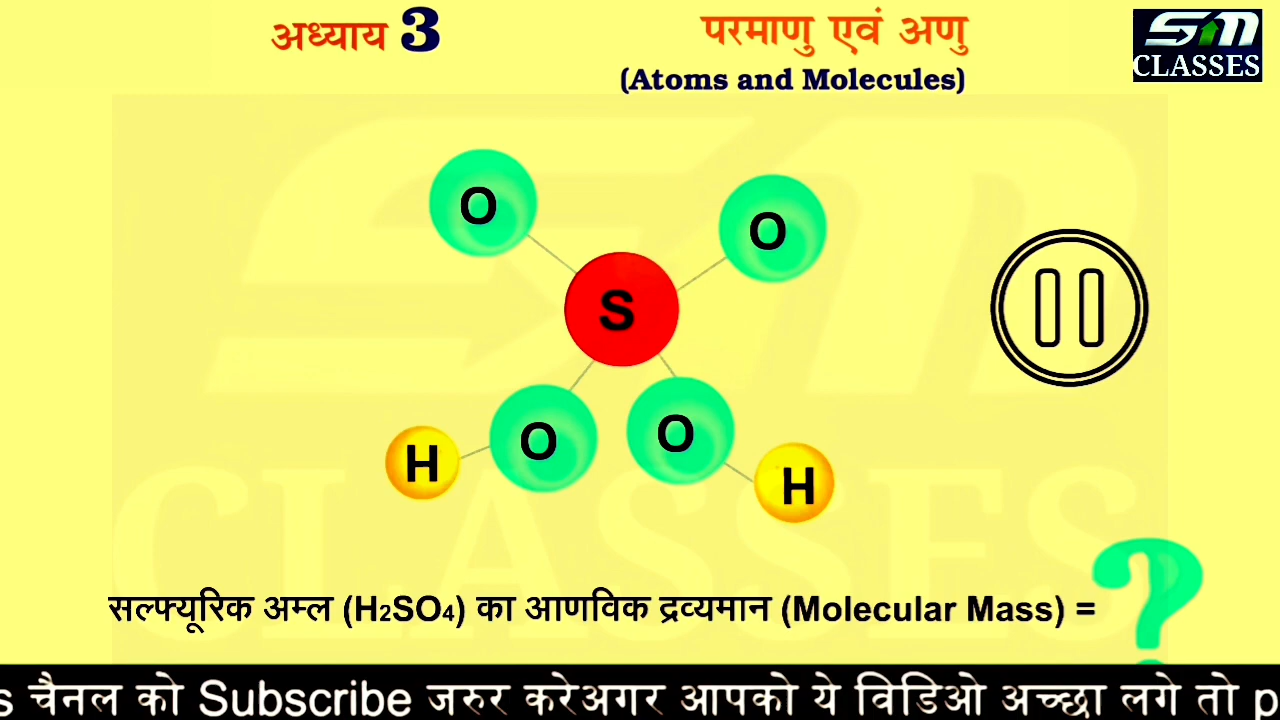 अध्याय 3
परमाणु एवं अणु
(Atoms and Molecules)
SM
CLASSES
O
O
S
O
O
H
H
सल्फ्यूरिक अम्ल (H₂SO₄) का आणविक द्रव्यमान (Molecular Mass) = ?
s चैनल को Subscribe जरुर करेअगर आपको ये विडिओ अच्छा लगे तो p